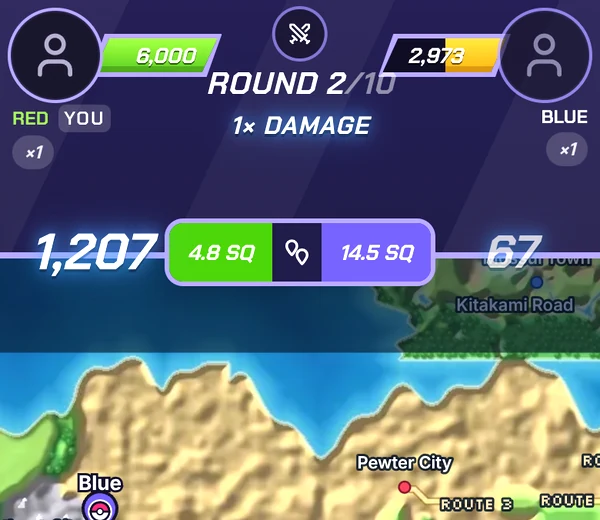 6,000
2,973
ROUND 2/10
RED YOU
BLUE
1× DAMAGE
×1
×1
1,207
4.8 SQ
14.5 SQ
67
Town
Kitakami Road
Pewter City
Blue
ROUTE 3
ROUTE